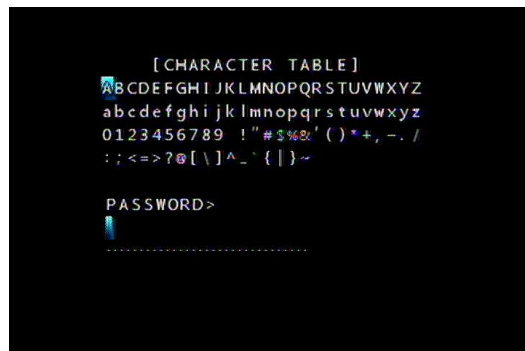 [CHARACTER TABLE]
ABCDEFGHIJKLMNOPQRSTUVWXYZ
abcdefghijklmnopqrstuvwxyz
0123456789 !"#$%&'()*+,-./
:;<=>?@[\]^_`{|}~
PASSWORD>